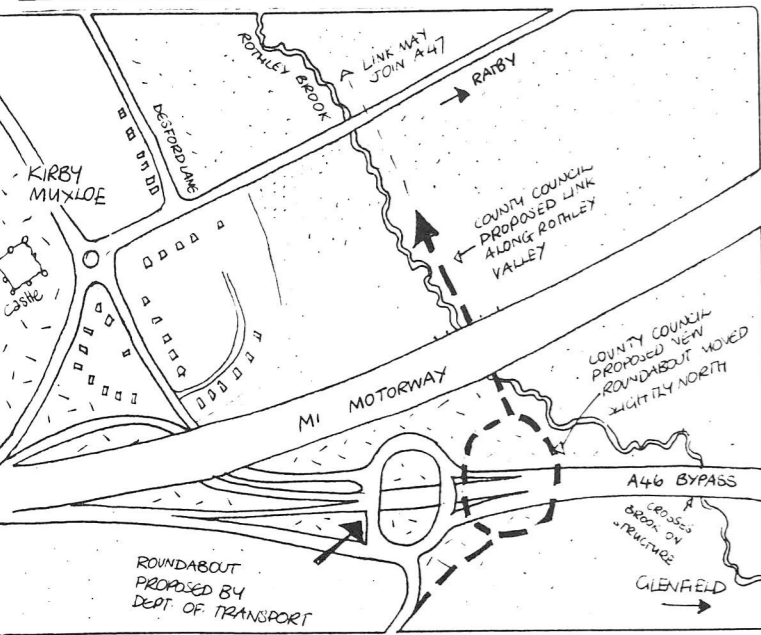 ROTHLEY BROOK
A LINK MAY
JOIN A47
RATBY
DESFORD LANE
KIRBY
MUXLOE
castle
COUNTY COUNCIL
PROPOSED LINK
ALONG ROTHLEY
VALLEY
COUNTY COUNCIL
PROPOSED NEW
ROUNDABOUT MOVED
SLIGHTLY NORTH
M1 MOTORWAY
A46 BYPASS
CROSSES
BROOK ON
STRUCTURE
ROUNDABOUT
PROPOSED BY
DEPT. OF TRANSPORT
GLENFIELD